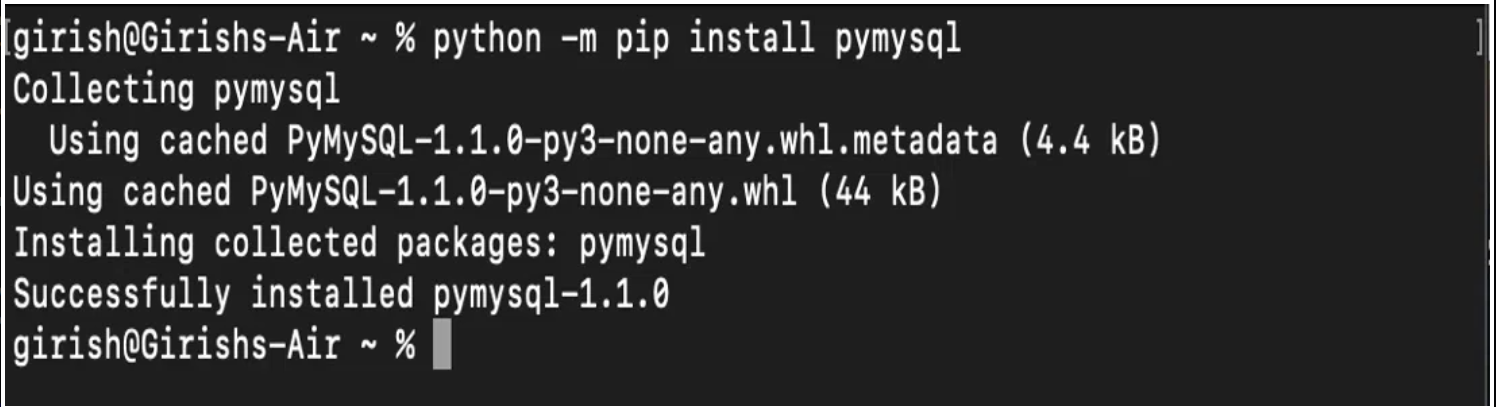 [girish@Girishs-Air ~ % python -m pip install pymysql ]
Collecting pymysql
  Using cached PyMySQL-1.1.0-py3-none-any.whl.metadata (4.4 kB)
Using cached PyMySQL-1.1.0-py3-none-any.whl (44 kB)
Installing collected packages: pymysql
Successfully installed pymysql-1.1.0
girish@Girishs-Air ~ %